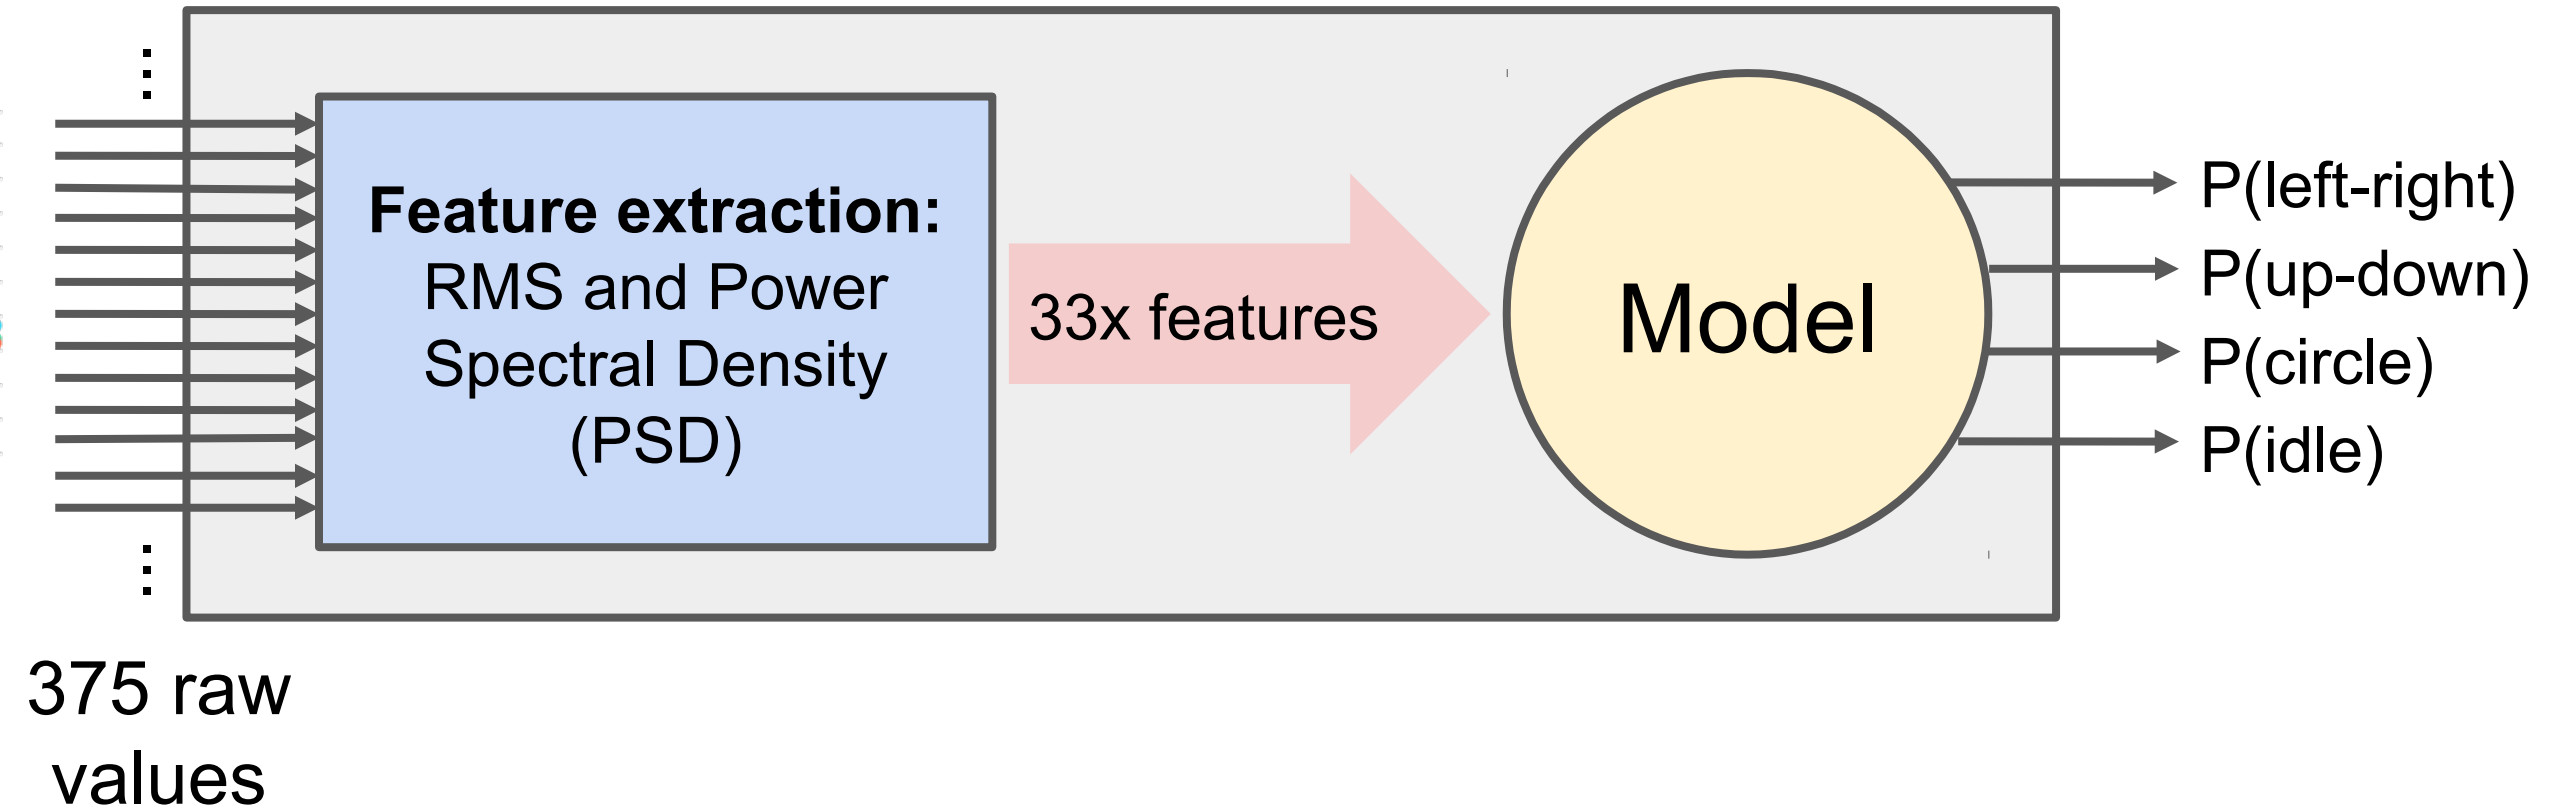 Feature extraction:
RMS and Power
Spectral Density
(PSD)
33x features
Model
P(left-right)
P(up-down)
P(circle)
P(idle)
375 raw
values